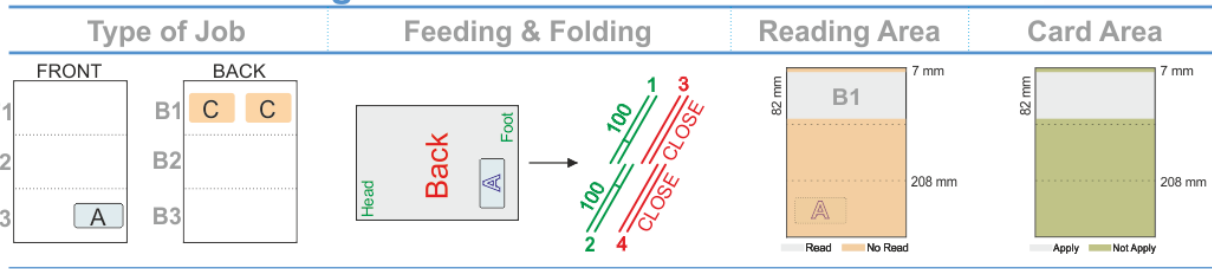 Type of Job
Feeding & Folding
Reading Area
Card Area
FRONT
BACK
1
2
3
A
B1
B2
B3
C C
Head
Back
Foot
A
1
3
100
CLOSE
100
CLOSE
2
4
82 mm
7 mm
B1
208 mm
A
Read
No Read
82 mm
7 mm
208 mm
Apply
Not Apply